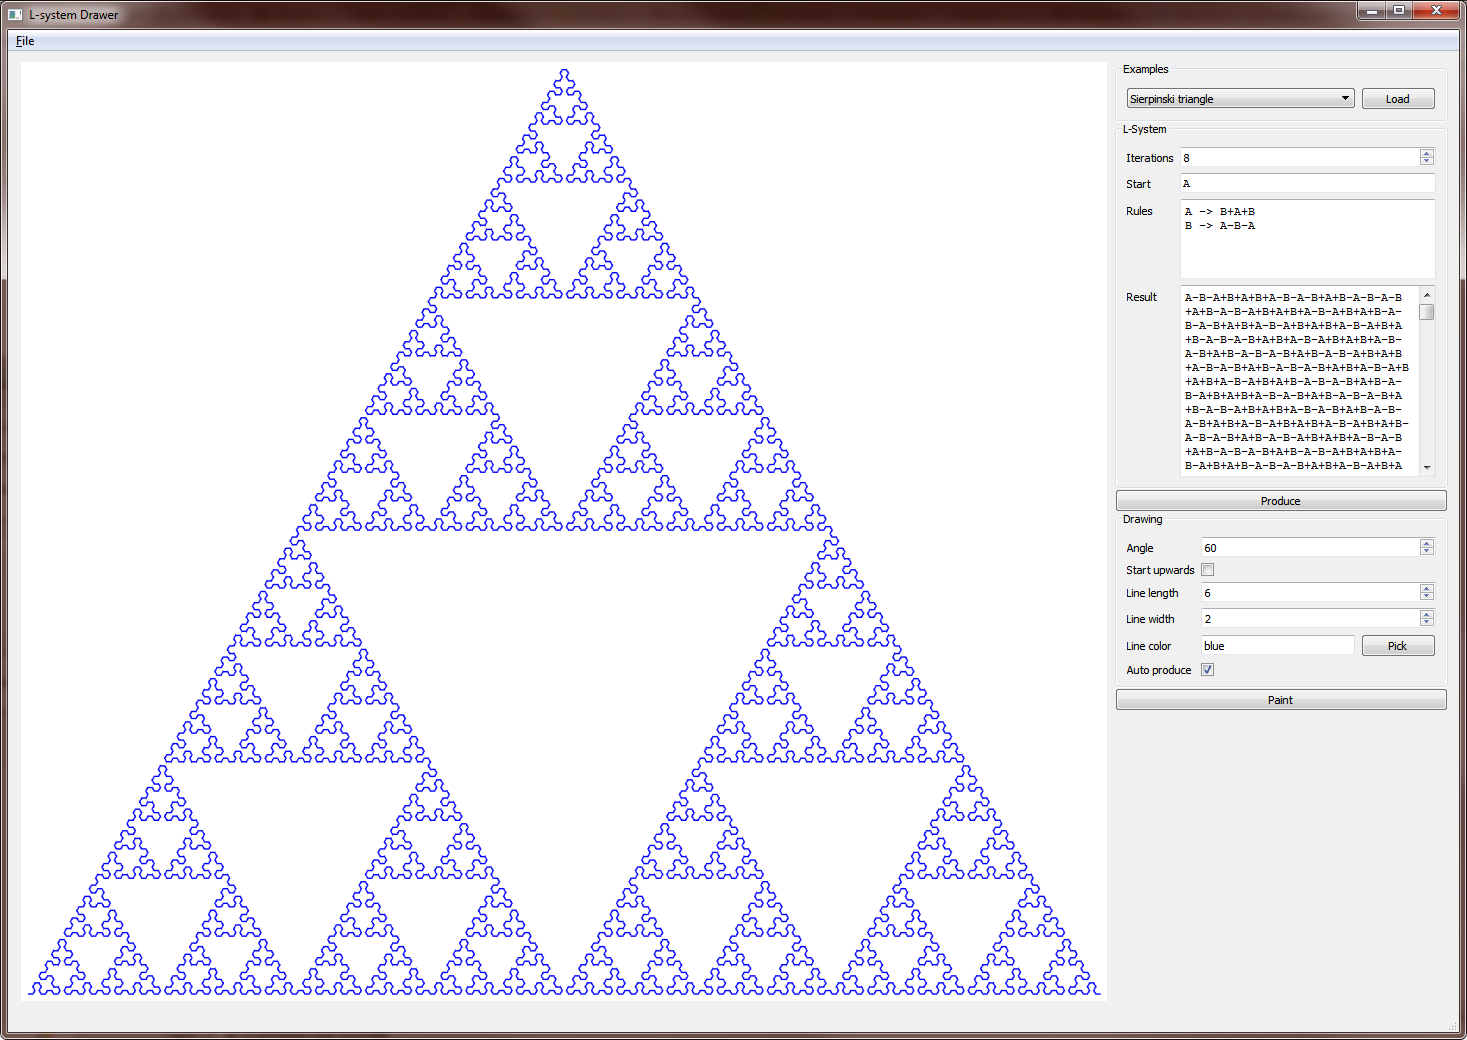 L-system Drawer
File
Examples
Sierpinski triangle
Load
L-System
Iterations 8
Start A
Rules A -> B+A+B
B -> A-B-A
Result A-B-A+B+A+B+A-B-A-B+A+B-A-B-A-B
+A+B-A-B-A+B+A+B+A-B-A+B+A+B-A-
B-A-B+A+B+A-B-A+B+A+B+A-B-A+B+A
+B-A-B-A-B+A+B+A-B-A+B+A+B+A-B-
A-B+A+B-A-B-A-B+A+B-A-B-A+B+A+B
+A-B-A-B+A+B-A-B-A-B+A+B+A-B-A+B
+A+B+A-B-A+B+A+B-A-B-A-B+A+B-A-
B-A+B+A+B+A-B-A-B+A+B-A-B-A-B+A
+B-A-B-A+B+A+B+A-B-A-B+A+B-A-B-
A-B+A+B+A-B-A+B+A+B+A-B-A+B+A+B-
A-B-A-B+A+B-A-B-A+B+A+B+A-B-A-B
+A+B-A-B-A-B+A+B-A-B-A+B+A+B+A-
B-A+B+A+B-A-B-A-B+A+B+A-B-A+B+A
Produce
Drawing
Angle 60
Start upwards
Line length 6
Line width 2
Line color blue Pick
Auto produce
Paint